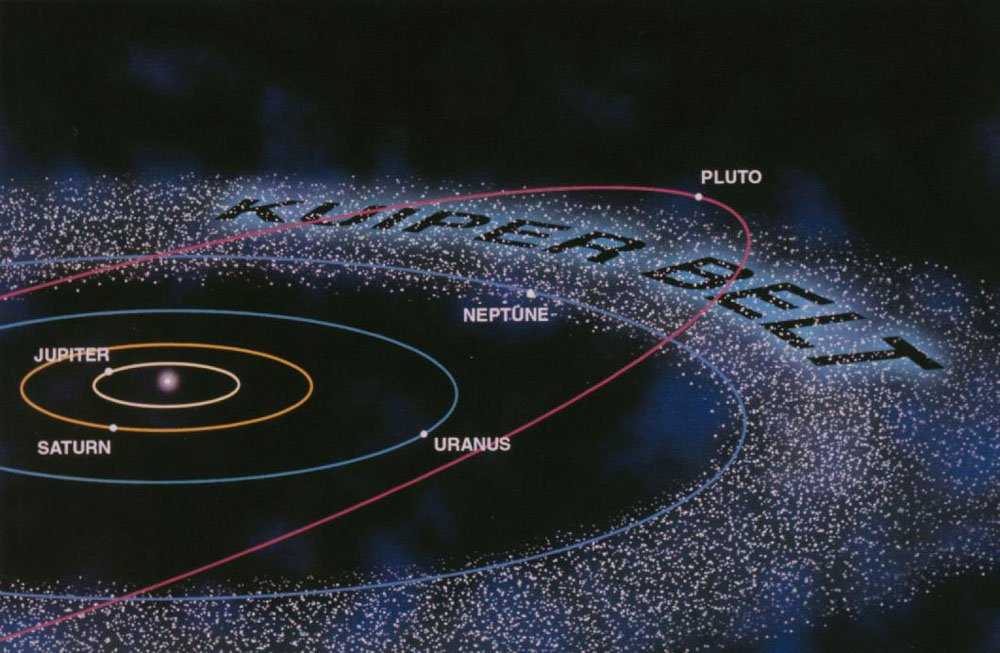 PLUTO
KUIPER BELT
NEPTUNE
JUPITER
SATURN
URANUS